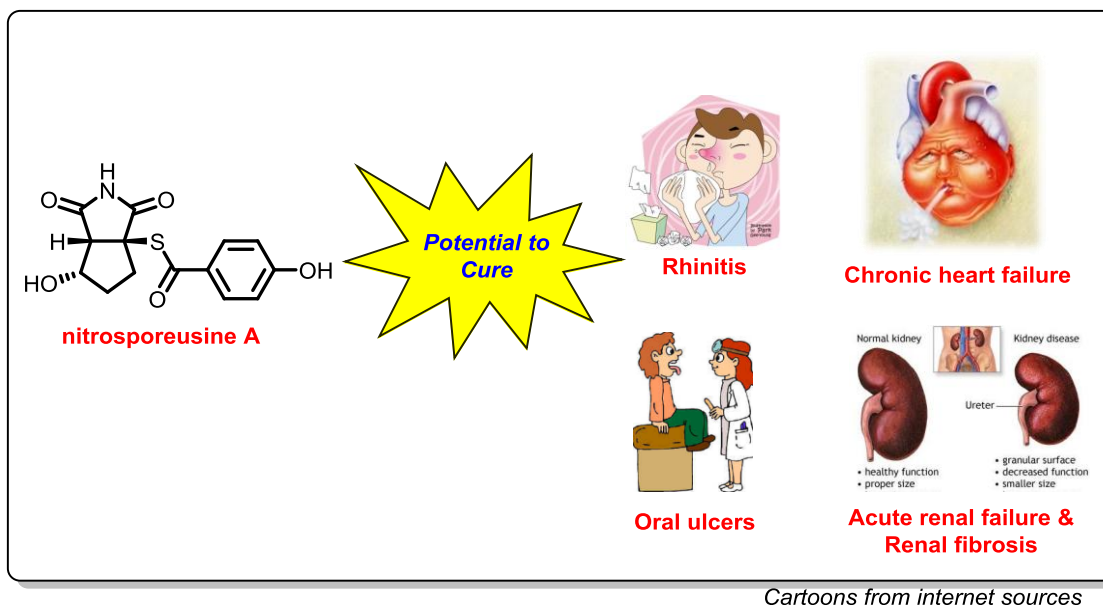 H
N
O
O
H
S
HO
O
OH
nitrosporeusine A
Potential to
Cure
Rhinitis
Chronic heart failure
Oral ulcers
Normal kidney
Kidney disease
Ureter
• healthy function
• proper size
• granular surface
• decreased function
• smaller size
Acute renal failure &
Renal fibrosis
Cartoons from internet sources